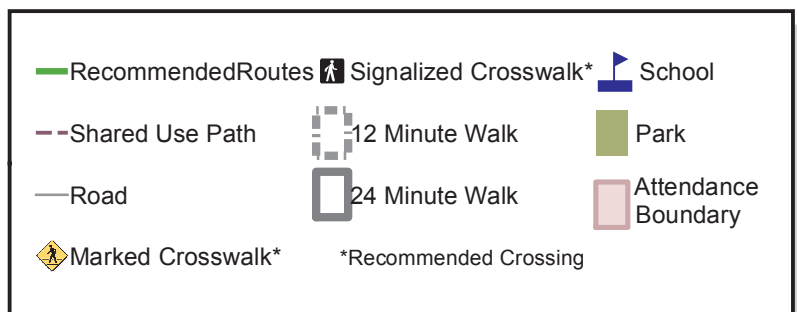 RecommendedRoutes Signalized Crosswalk* School
Shared Use Path 12 Minute Walk Park
Road 24 Minute Walk Attendance
Boundary
Marked Crosswalk* *Recommended Crossing